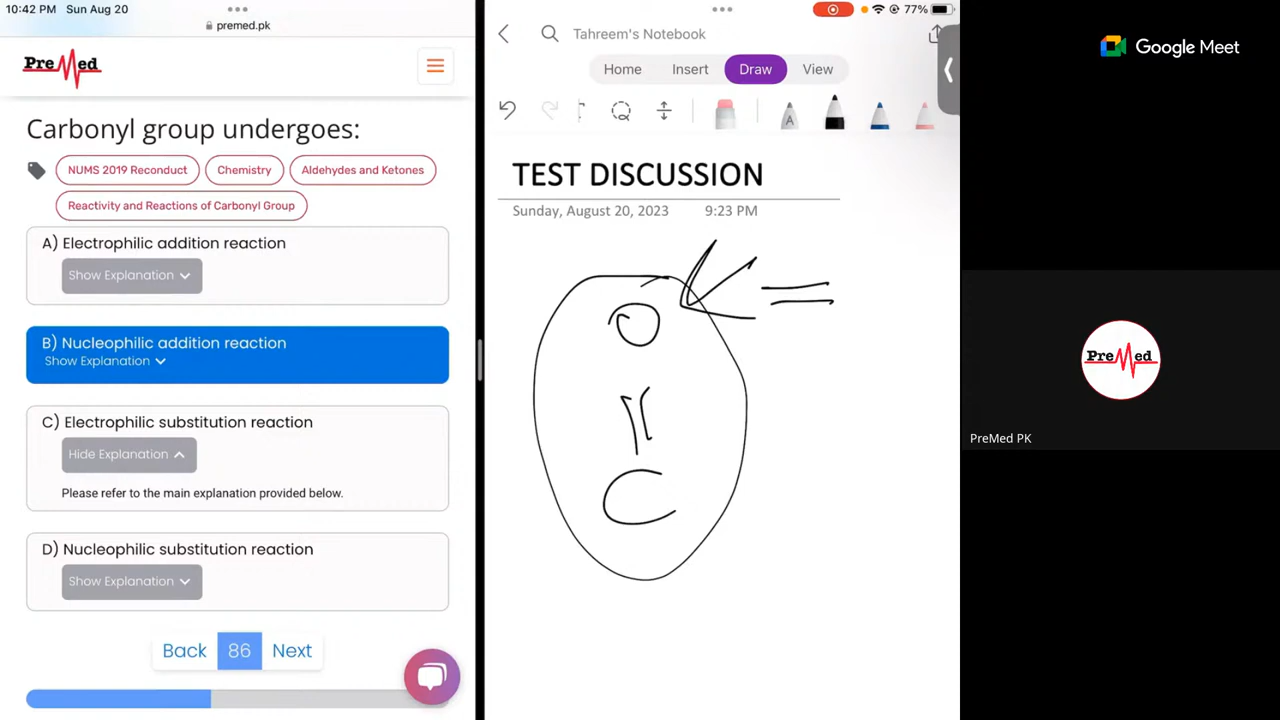 10:42 PM Sun Aug 20
premed.pk
PreMed
Carbonyl group undergoes:
NUMS 2019 Reconduct
Chemistry
Aldehydes and Ketones
Reactivity and Reactions of Carbonyl Group
A) Electrophilic addition reaction
Show Explanation
B) Nucleophilic addition reaction
Show Explanation
C) Electrophilic substitution reaction
Hide Explanation
Please refer to the main explanation provided below.
D) Nucleophilic substitution reaction
Show Explanation
Back 86 Next
77%
Tahreem's Notebook
Home Insert Draw View
A
TEST DISCUSSION
Sunday, August 20, 2023 9:23 PM
O
C
Google Meet
PreMed
PreMed PK